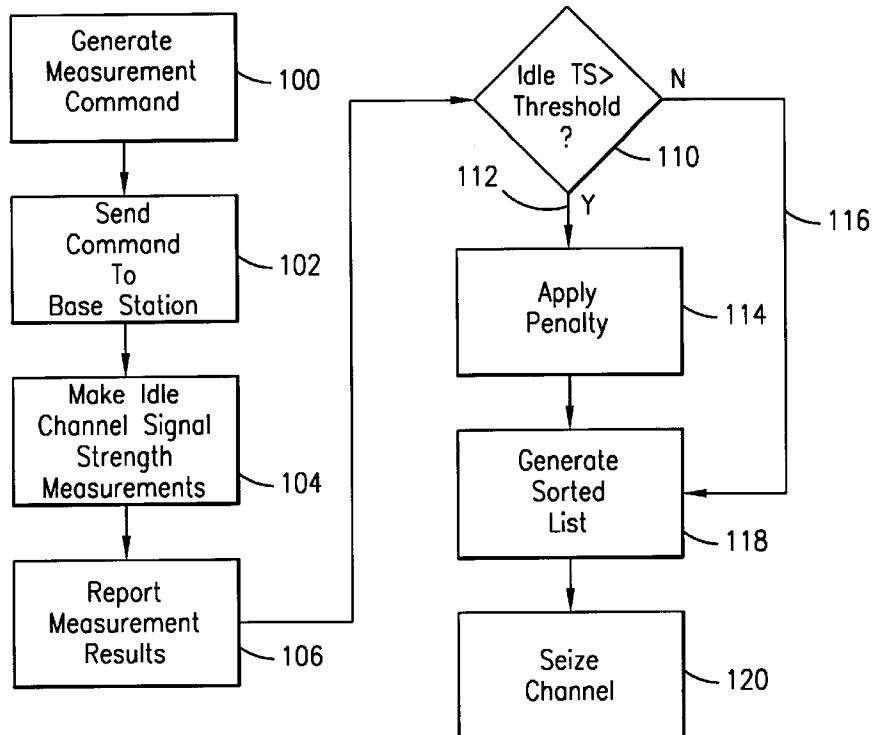 Generate
Measurement
Command
100
Send
Command
To
Base Station
102
Make Idle
Channel Signal
Strength
Measurements
104
Report
Measurement
Results
106
Idle TS>
Threshold
?
N
110
112
Y
116
Apply
Penalty
114
Generate
Sorted
List
118
Seize
Channel
120